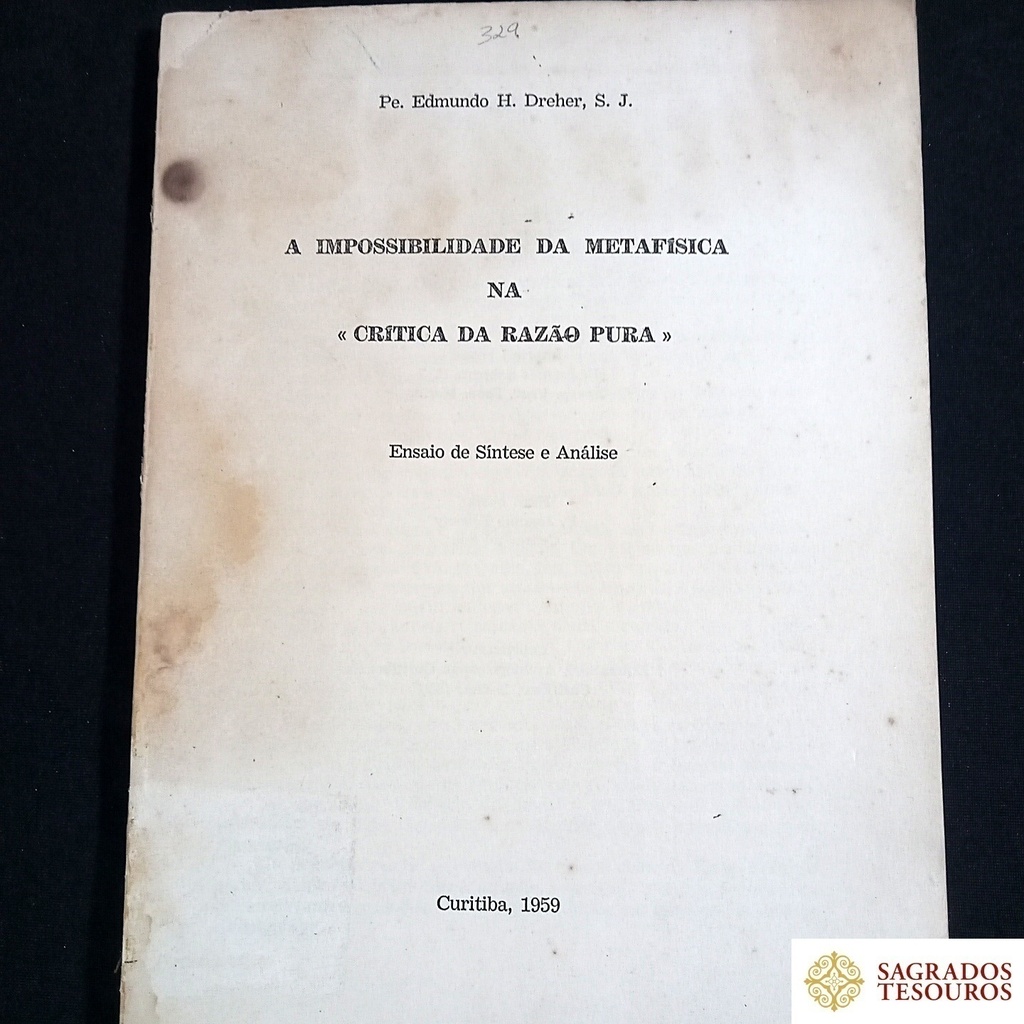 329
Pe. Edmundo H. Dreher, S. J.
A IMPOSSIBILIDADE DA METAFÍSICA
NA
« CRÍTICA DA RAZÃO PURA »
Ensaio de Síntese e Análise
Curitiba, 1959
SAGRADOS
TESOUROS